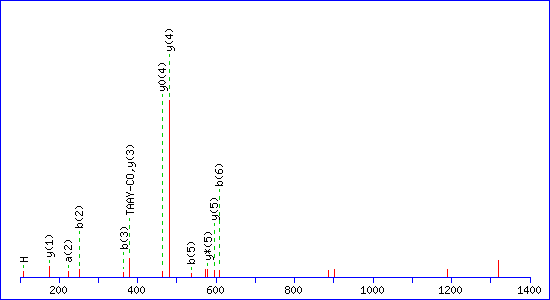 H
y(1)
a(2)
b(2)
b(3)
TAAY-CO,y(3)
y0(4)
y(4)
b(5)
y*(5)
y(5)
b(6)
200 400 600 800 1000 1200 1400